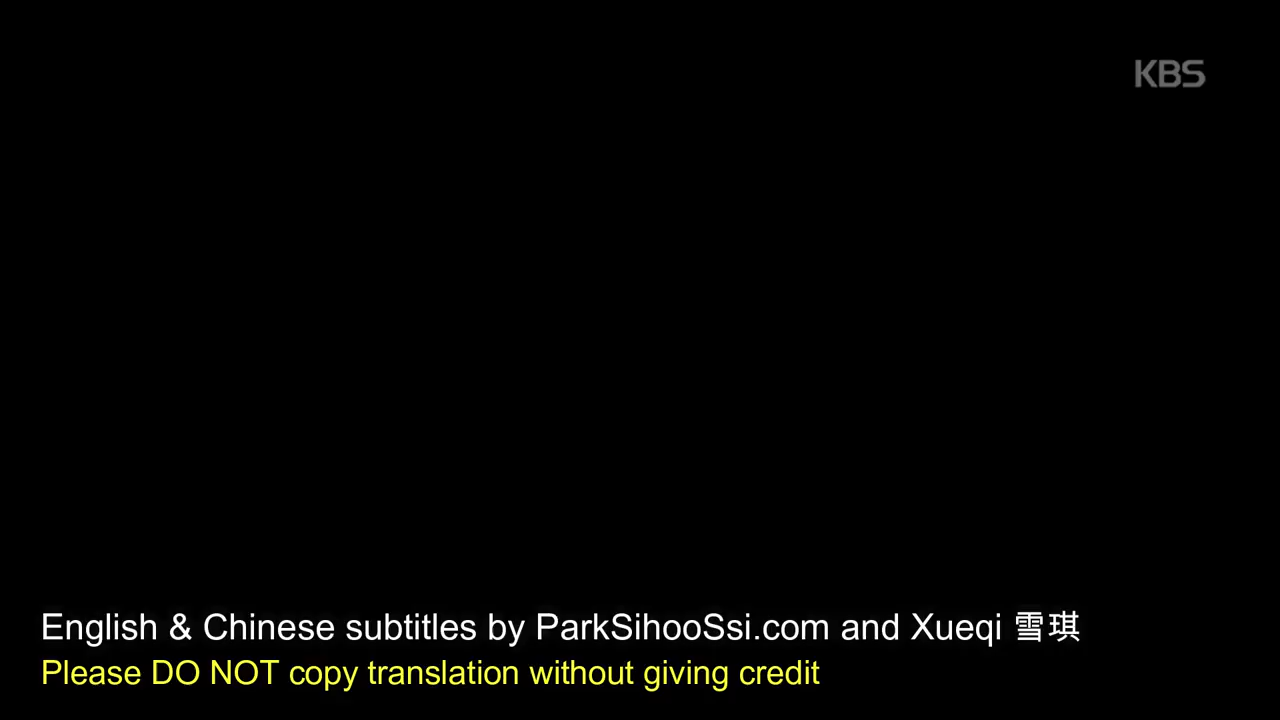 KBS
English & Chinese subtitles by ParkSihooSsi.com and Xueqi 雪琪
Please DO NOT copy translation without giving credit